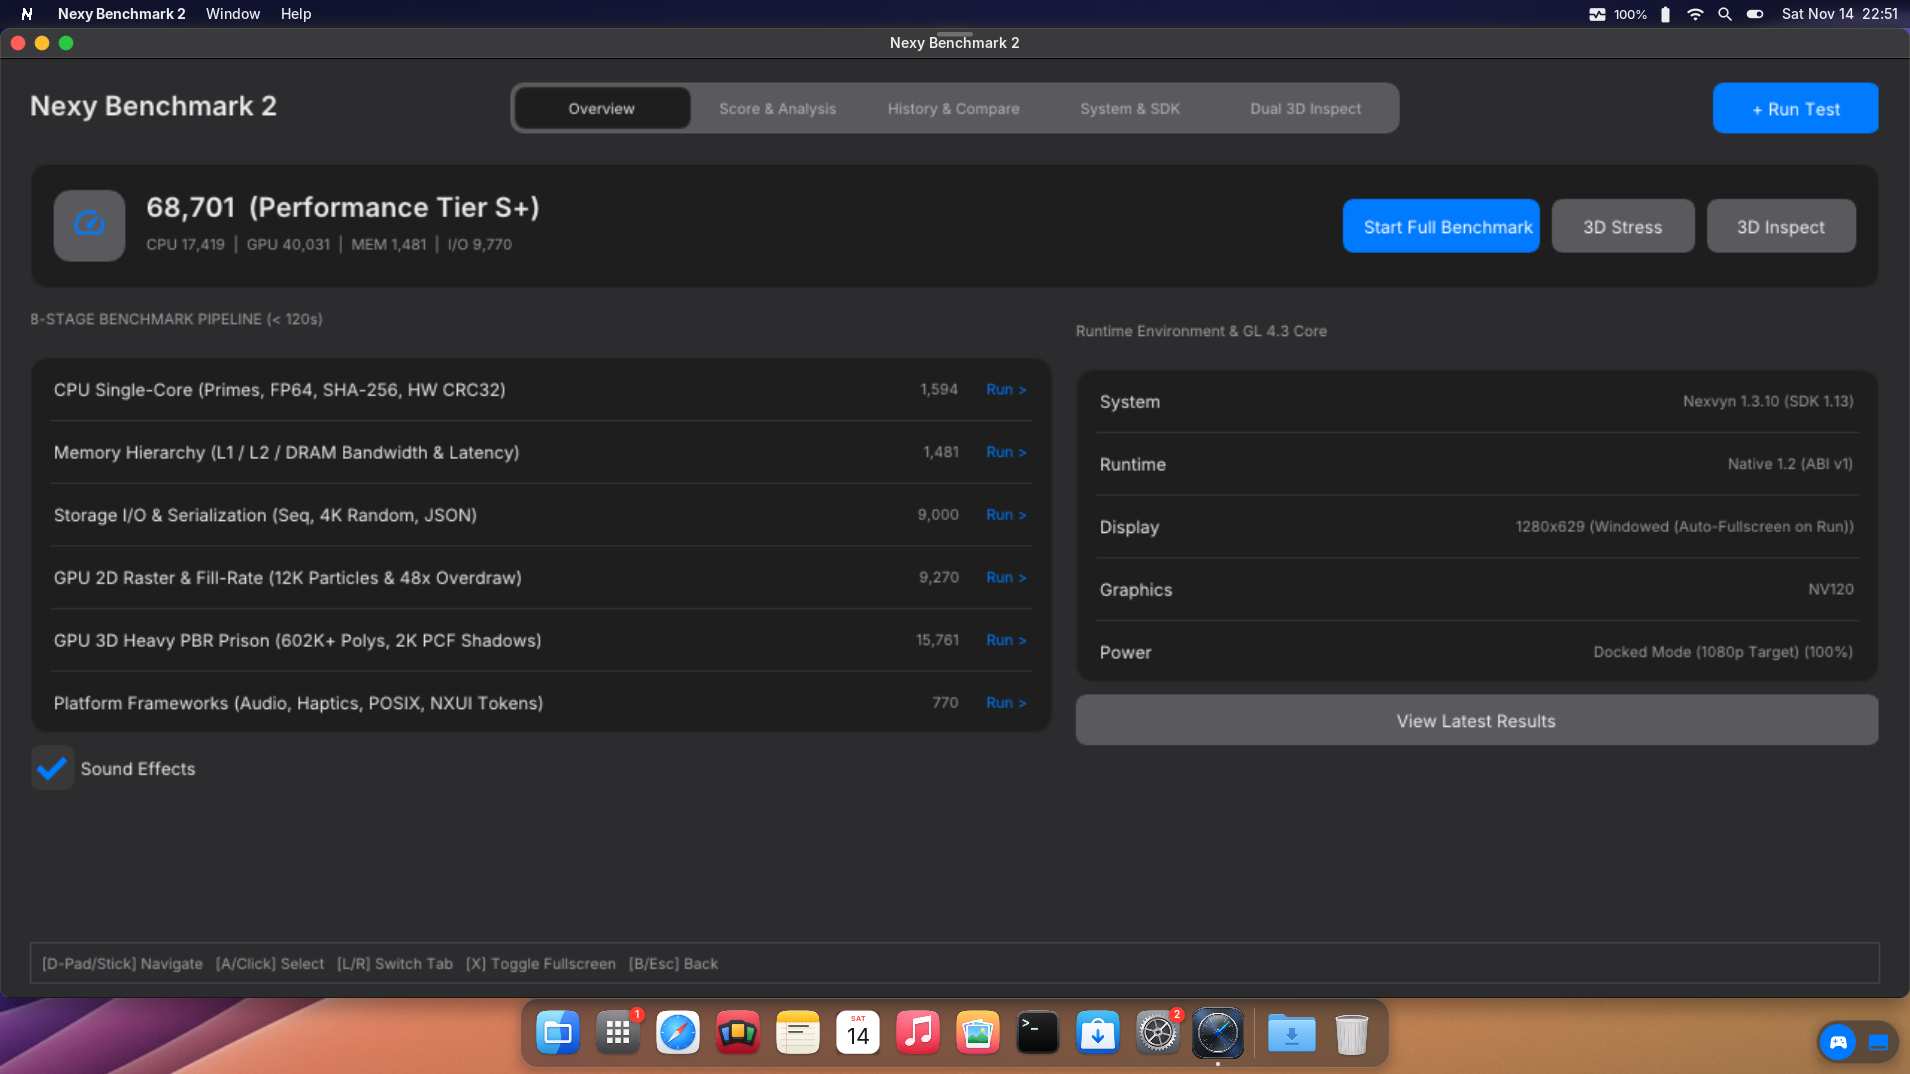 Nexy Benchmark 2 Window Help
100% Sat Nov 14 22:51
Nexy Benchmark 2
Nexy Benchmark 2
Overview Score & Analysis History & Compare System & SDK Dual 3D Inspect
+ Run Test
68,701 (Performance Tier S+)
CPU 17,419 | GPU 40,031 | MEM 1,481 | I/O 9,770
Start Full Benchmark 3D Stress 3D Inspect
8-STAGE BENCHMARK PIPELINE (< 120s)
CPU Single-Core (Primes, FP64, SHA-256, HW CRC32) 1,594 Run >
Memory Hierarchy (L1 / L2 / DRAM Bandwidth & Latency) 1,481 Run >
Storage I/O & Serialization (Seq, 4K Random, JSON) 9,000 Run >
GPU 2D Raster & Fill-Rate (12K Particles & 48x Overdraw) 9,270 Run >
GPU 3D Heavy PBR Prison (602K+ Polys, 2K PCF Shadows) 15,761 Run >
Platform Frameworks (Audio, Haptics, POSIX, NXUI Tokens) 770 Run >
Sound Effects
Runtime Environment & GL 4.3 Core
System Nexvyn 1.3.10 (SDK 1.13)
Runtime Native 1.2 (ABI v1)
Display 1280x629 (Windowed (Auto-Fullscreen on Run))
Graphics NV120
Power Docked Mode (1080p Target) (100%)
View Latest Results
[D-Pad/Stick] Navigate [A/Click] Select [L/R] Switch Tab [X] Toggle Fullscreen [B/Esc] Back
1
SAT
14
>_
2